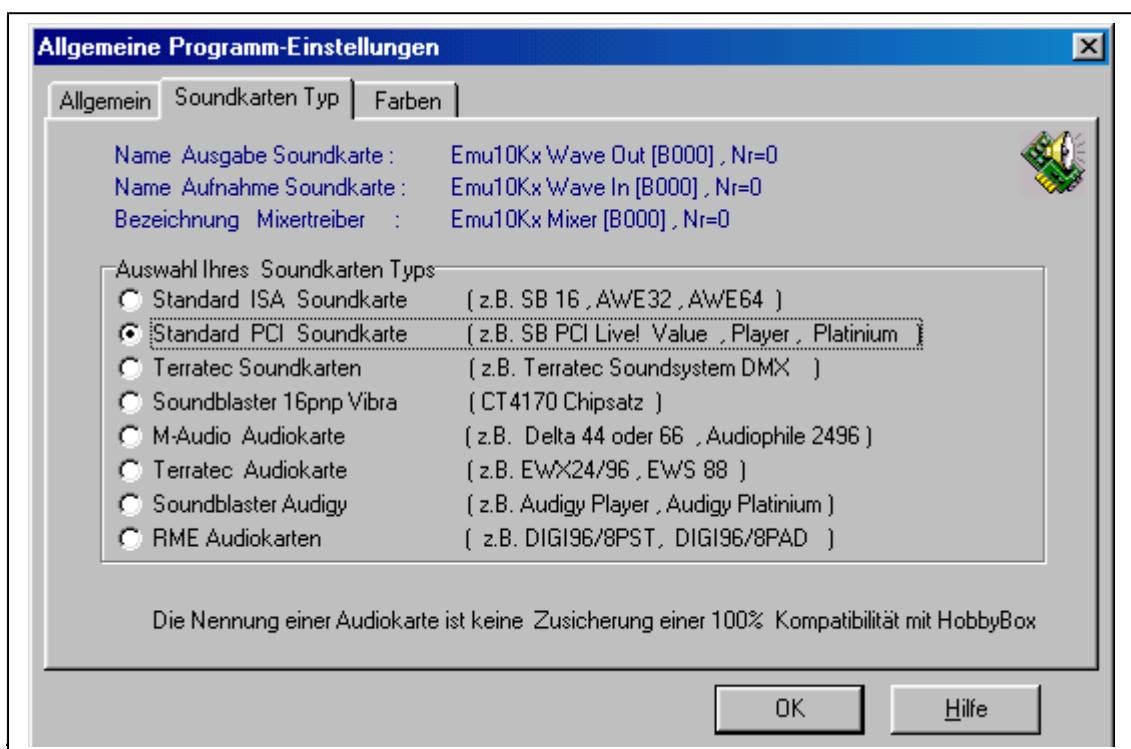 Allgemeine Programm-Einstellungen
Allgemein Soundkarten Typ Farben
Name Ausgabe Soundkarte : Emu10Kx Wave Out [B000] , Nr=0
Name Aufnahme Soundkarte : Emu10Kx Wave In [B000] , Nr=0
Bezeichnung Mixertreiber : Emu10Kx Mixer [B000] , Nr=0
Auswahl Ihres Soundkarten Typs
Standard ISA Soundkarte ( z.B. SB 16 , AWE32 , AWE64 )
Standard PCI Soundkarte ( z.B. SB PCI Live! Value , Player , Platinium )
Terratec Soundkarten ( z.B. Terratec Soundsystem DMX )
Soundblaster 16pnp Vibra ( CT4170 Chipsatz )
M-Audio Audiokarte ( z.B. Delta 44 oder 66 , Audiophile 2496 )
Terratec Audiokarte ( z.B. EWX24/96 , EWS 88 )
Soundblaster Audigy ( z.B. Audigy Player , Audigy Platinium )
RME Audiokarten ( z.B. DIGI96/8PST, DIGI96/8PAD )
Die Nennung einer Audiokarte ist keine Zusicherung einer 100% Kompatibilität mit HobbyBox
OK Hilfe